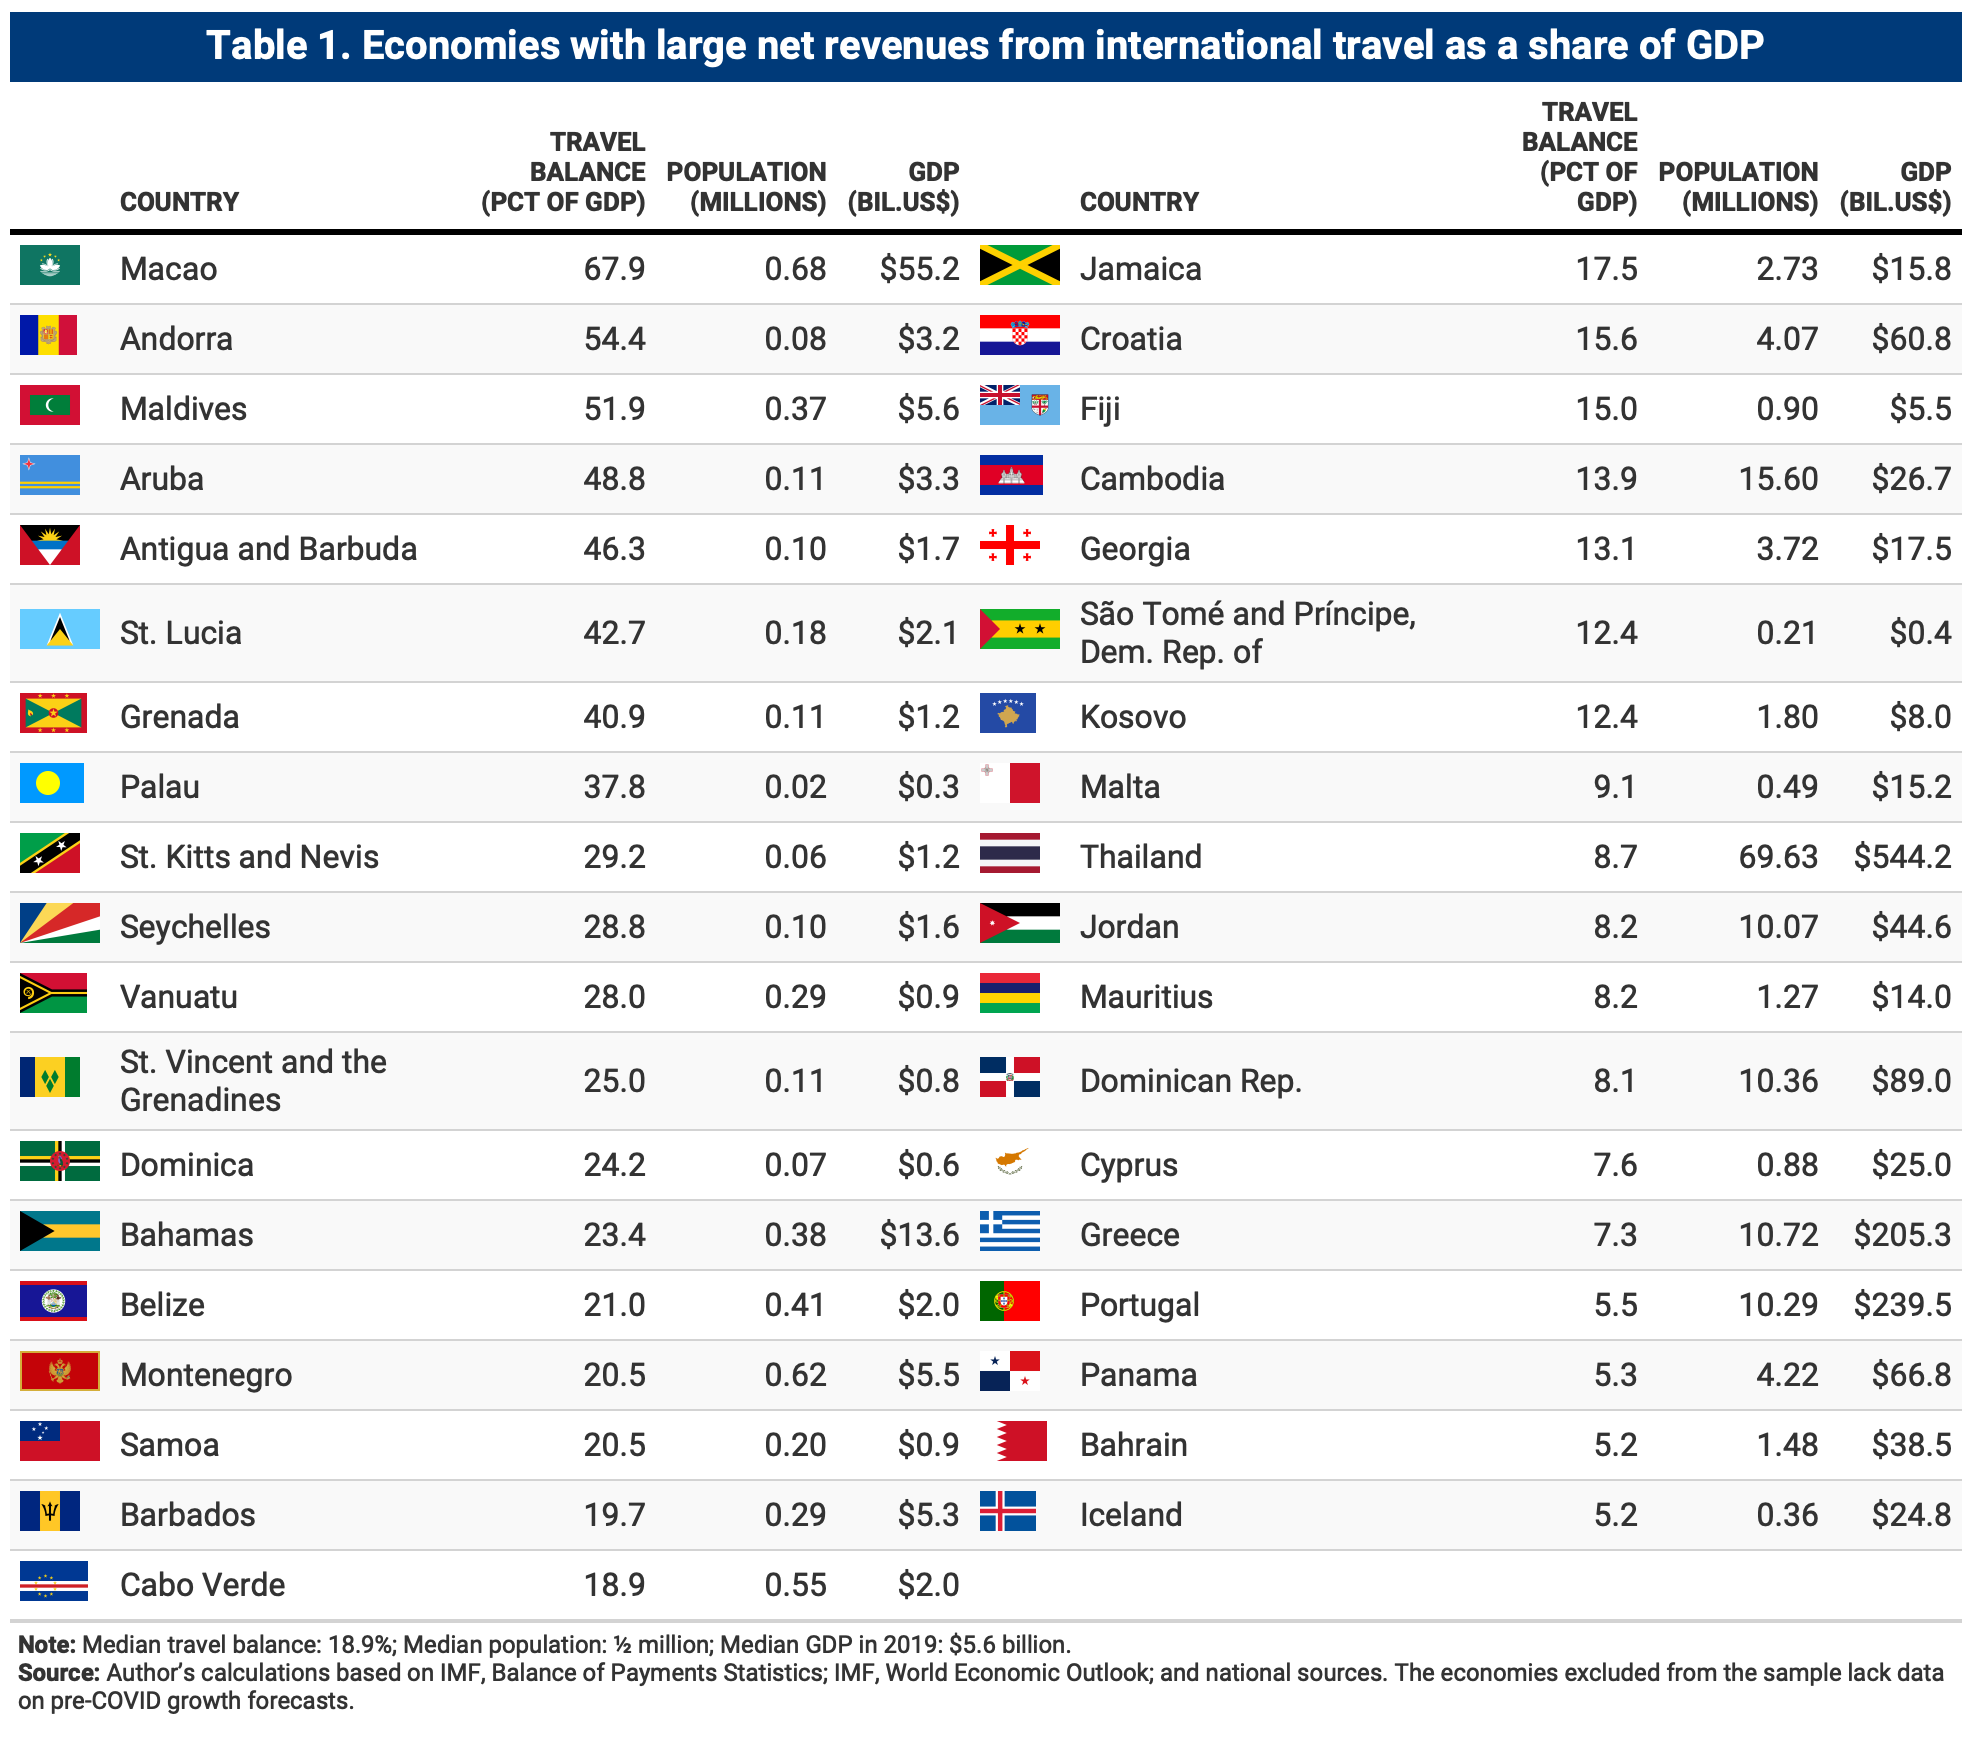 Table 1. Economies with large net revenues from international travel as a share of GDP
COUNTRY TRAVEL BALANCE (PCT OF GDP) POPULATION (MILLIONS) GDP (BIL.US$) COUNTRY TRAVEL BALANCE (PCT OF GDP) POPULATION (MILLIONS) GDP (BIL.US$)
Macao 67.9 0.68 $55.2 Jamaica 17.5 2.73 $15.8
Andorra 54.4 0.08 $3.2 Croatia 15.6 4.07 $60.8
Maldives 51.9 0.37 $5.6 Fiji 15.0 0.90 $5.5
Aruba 48.8 0.11 $3.3 Cambodia 13.9 15.60 $26.7
Antigua and Barbuda 46.3 0.10 $1.7 Georgia 13.1 3.72 $17.5
St. Lucia 42.7 0.18 $2.1 São Tomé and Príncipe, Dem. Rep. of 12.4 0.21 $0.4
Grenada 40.9 0.11 $1.2 Kosovo 12.4 1.80 $8.0
Palau 37.8 0.02 $0.3 Malta 9.1 0.49 $15.2
St. Kitts and Nevis 29.2 0.06 $1.2 Thailand 8.7 69.63 $544.2
Seychelles 28.8 0.10 $1.6 Jordan 8.2 10.07 $44.6
Vanuatu 28.0 0.29 $0.9 Mauritius 8.2 1.27 $14.0
St. Vincent and the Grenadines 25.0 0.11 $0.8 Dominican Rep. 8.1 10.36 $89.0
Dominica 24.2 0.07 $0.6 Cyprus 7.6 0.88 $25.0
Bahamas 23.4 0.38 $13.6 Greece 7.3 10.72 $205.3
Belize 21.0 0.41 $2.0 Portugal 5.5 10.29 $239.5
Montenegro 20.5 0.62 $5.5 Panama 5.3 4.22 $66.8
Samoa 20.5 0.20 $0.9 Bahrain 5.2 1.48 $38.5
Barbados 19.7 0.29 $5.3 Iceland 5.2 0.36 $24.8
Cabo Verde 18.9 0.55 $2.0
Note: Median travel balance: 18.9%; Median population: ½ million; Median GDP in 2019: $5.6 billion.
Source: Author’s calculations based on IMF, Balance of Payments Statistics; IMF, World Economic Outlook; and national sources. The economies excluded from the sample lack data
on pre-COVID growth forecasts.